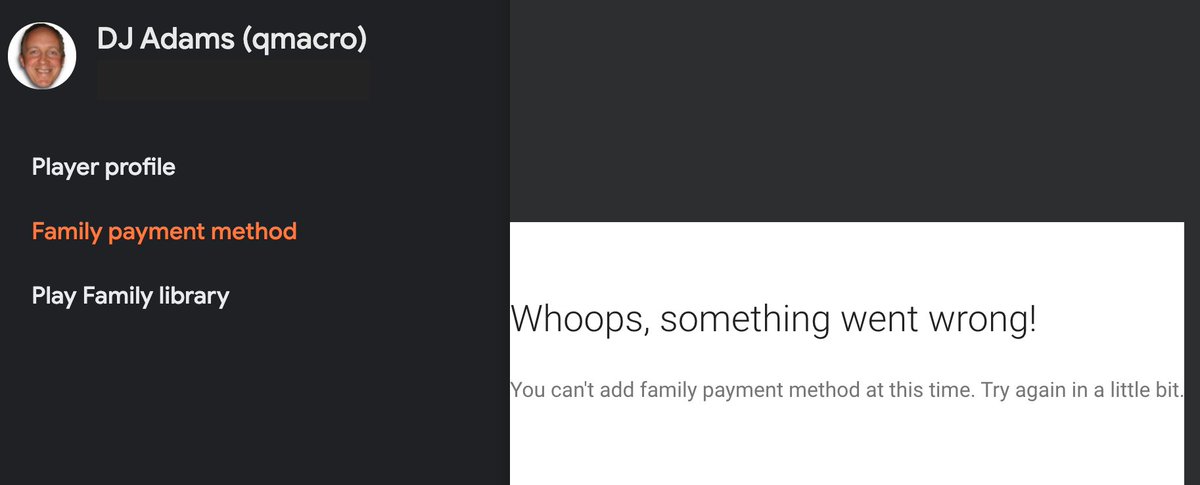 DJ Adams (qmacro)
Player profile
Family payment method
Play Family library
Whoops, something went wrong!
You can't add family payment method at this time. Try again in a little bit.